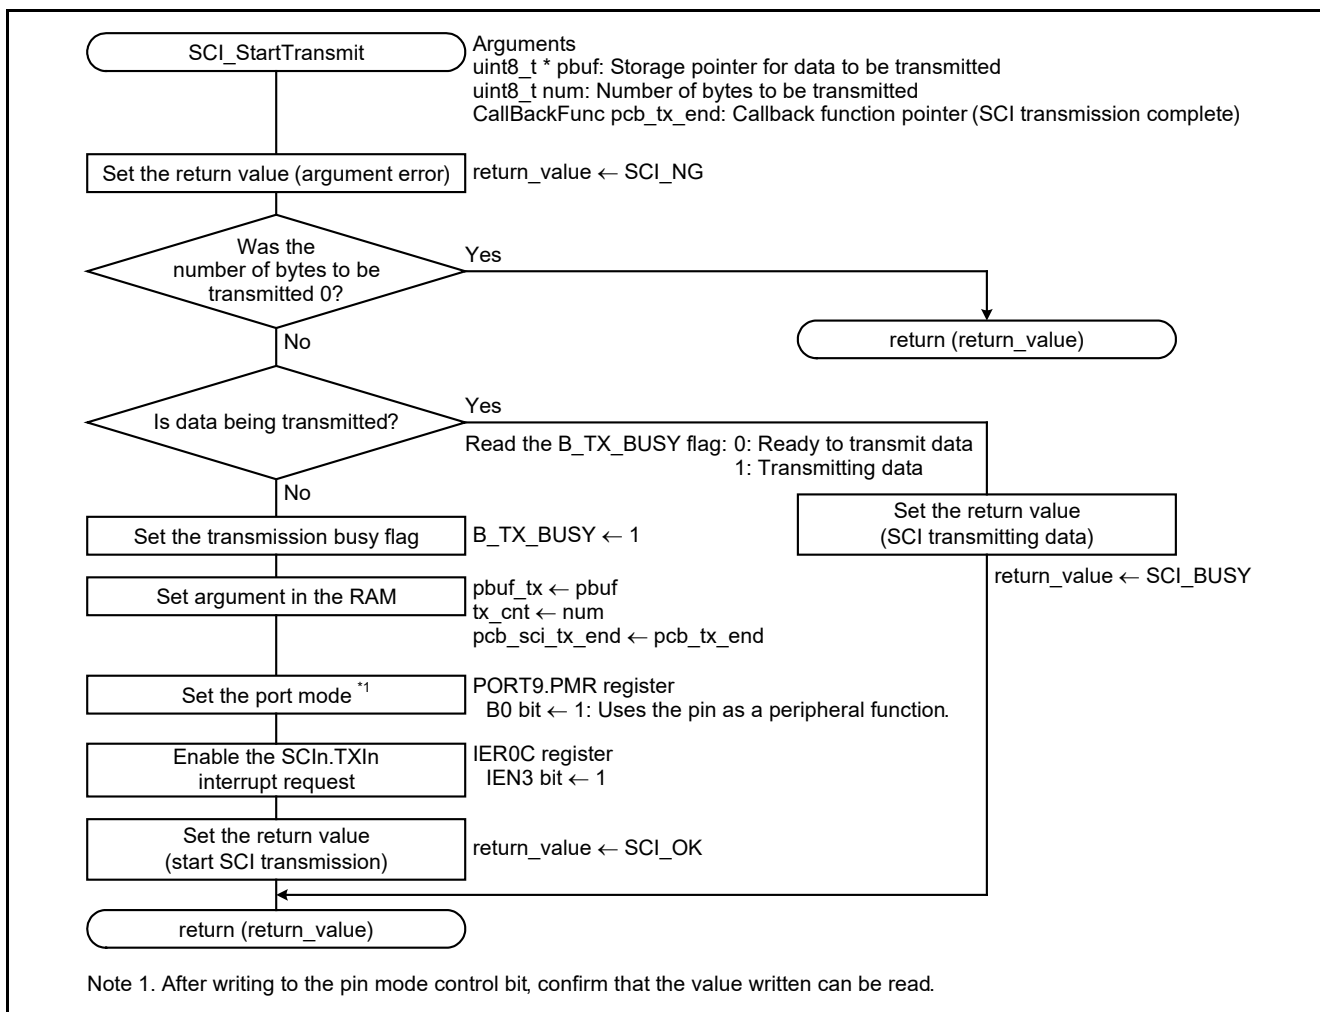 SCI_StartTransmit
Arguments
uint8_t * pbuf: Storage pointer for data to be transmitted
uint8_t num: Number of bytes to be transmitted
CallBackFunc pcb_tx_end: Callback function pointer (SCI transmission complete)
Set the return value (argument error)
return_value ← SCI_NG
Was the
number of bytes to be
transmitted 0?
Yes
return (return_value)
No
Is data being transmitted?
Yes
Read the B_TX_BUSY flag: 0: Ready to transmit data
1: Transmitting data
No
Set the return value
(SCI transmitting data)
return_value ← SCI_BUSY
Set the transmission busy flag
B_TX_BUSY ← 1
Set argument in the RAM
pbuf_tx ← pbuf
tx_cnt ← num
pcb_sci_tx_end ← pcb_tx_end
Set the port mode *1
PORT9.PMR register
B0 bit ← 1: Uses the pin as a peripheral function.
Enable the SCIn.TXIn
interrupt request
IER0C register
IEN3 bit ← 1
Set the return value
(start SCI transmission)
return_value ← SCI_OK
return (return_value)
Note 1. After writing to the pin mode control bit, confirm that the value written can be read.